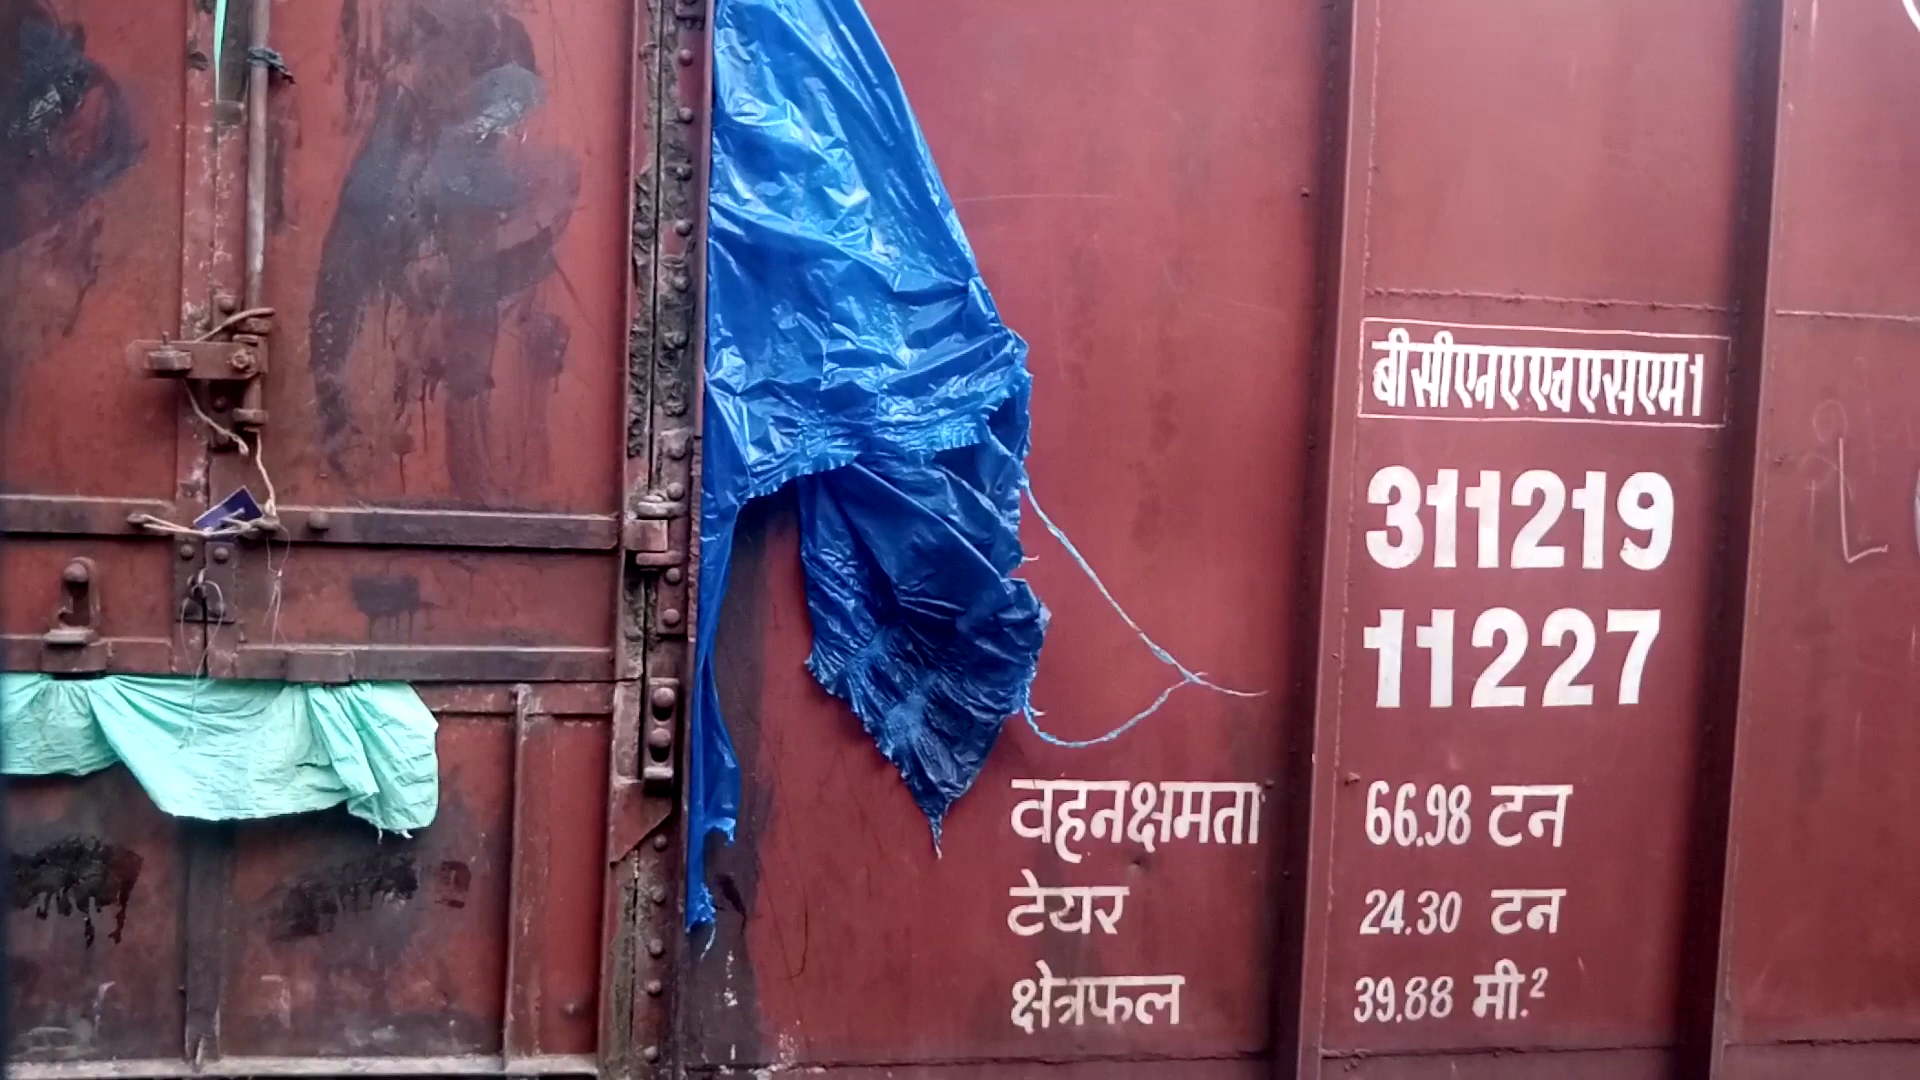 बीसीएनएएचएसएम1
311219
11227
वहनक्षमता 66.98 टन
टेयर 24.30 टन
क्षेत्रफल 39.88 मी.²